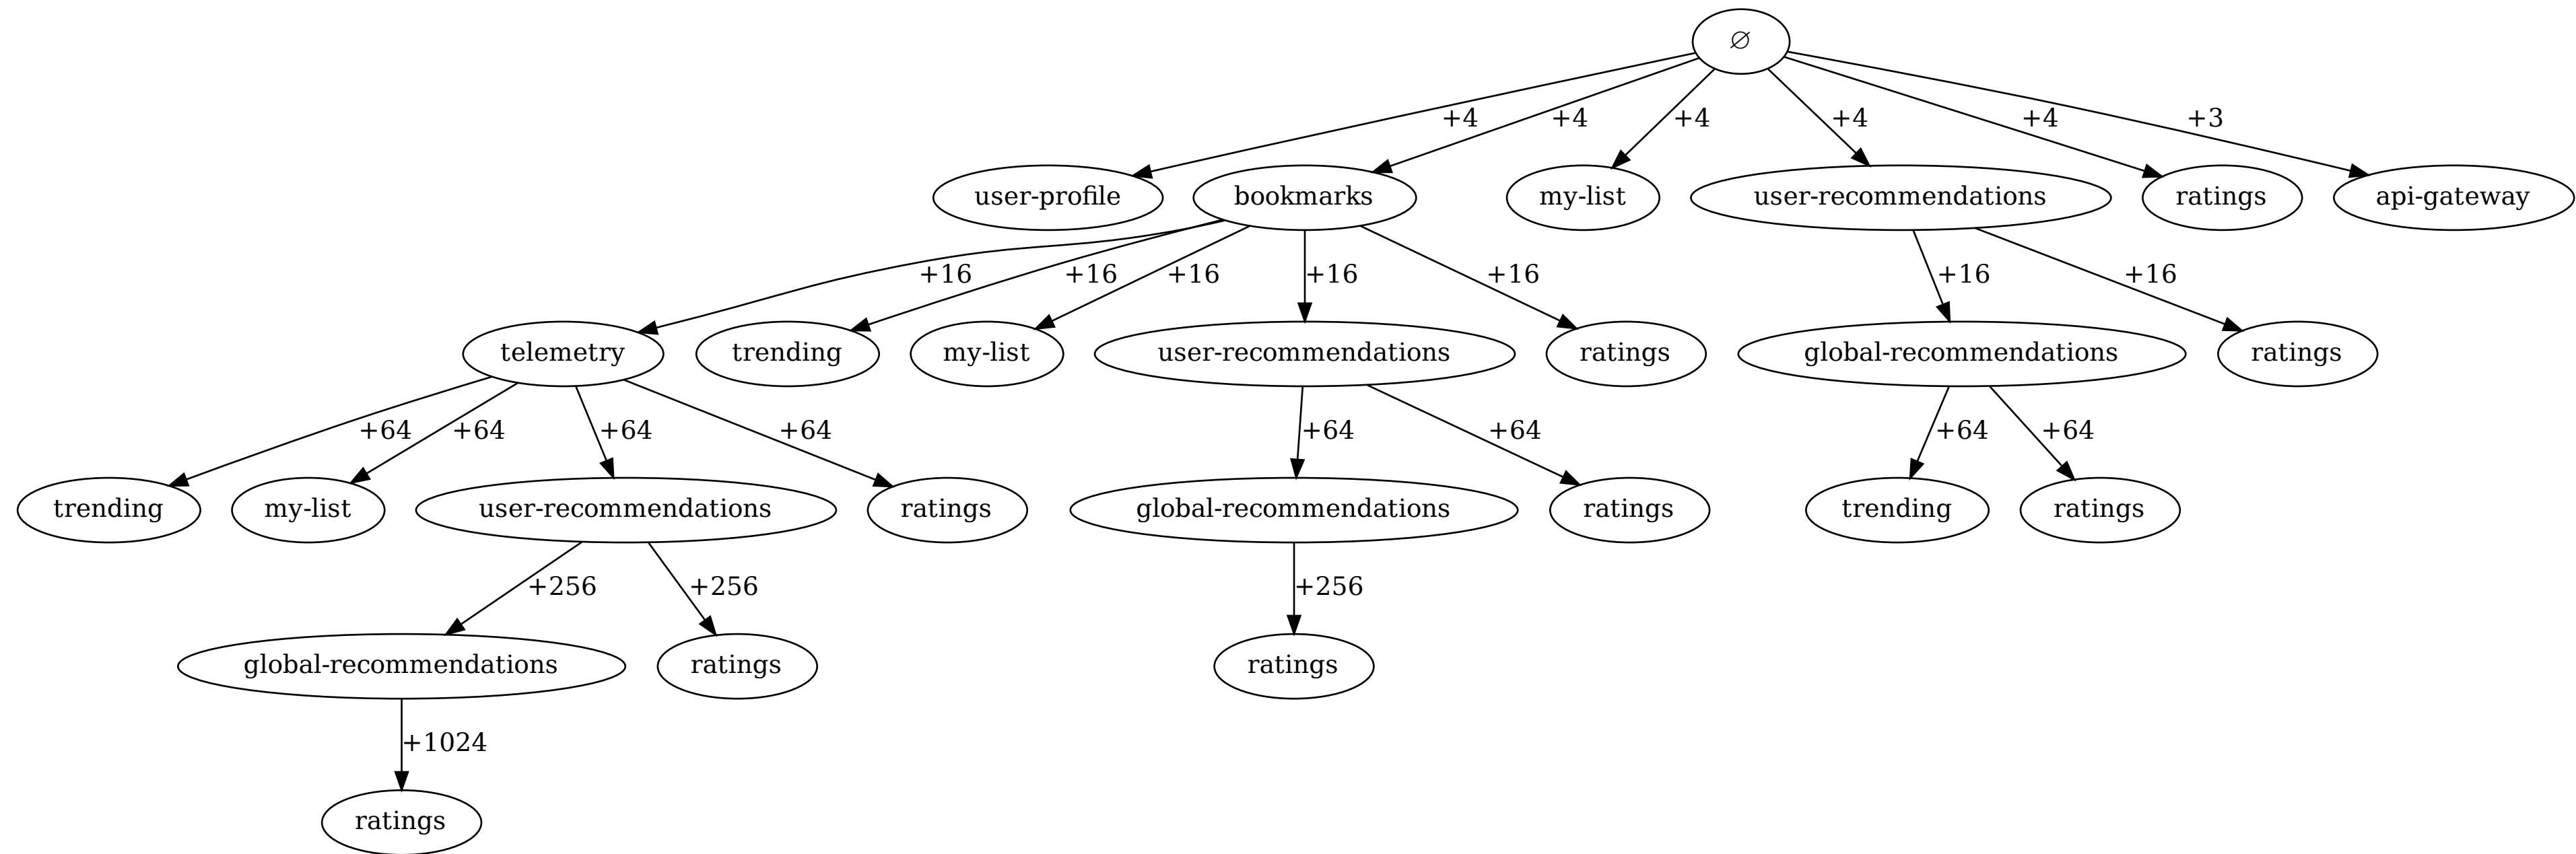 ∅
+4 +4 +4 +4 +4 +3
user-profile bookmarks my-list user-recommendations ratings api-gateway
+16 +16 +16 +16 +16 +16 +16
telemetry trending my-list user-recommendations ratings global-recommendations ratings
+64 +64 +64 +64 +64 +64 +64 +64
trending my-list user-recommendations ratings global-recommendations ratings trending ratings
+256 +256 +256
global-recommendations ratings ratings
+1024
ratings